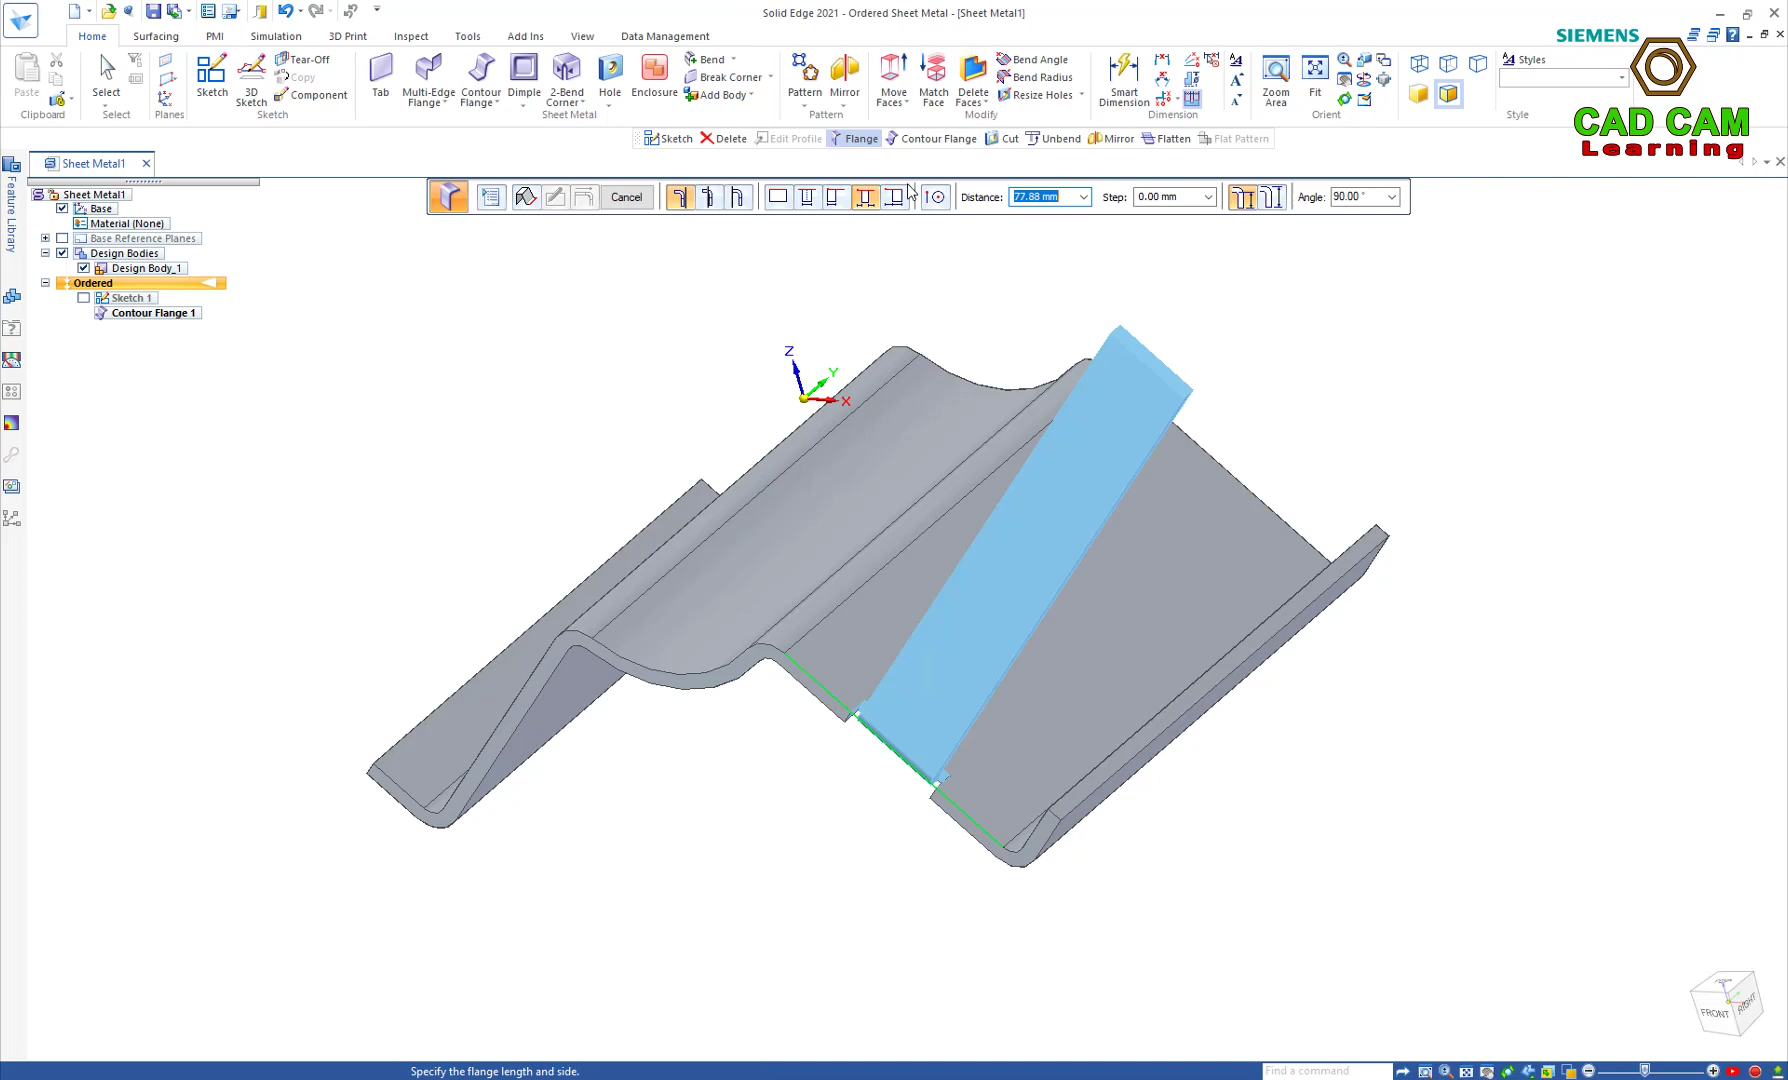 Solid Edge 2021 - Ordered Sheet Metal - [Sheet Metal1]
Home Surfacing PMI Simulation 3D Print Inspect Tools Add Ins View Data Management
SIEMENS
CAD CAM
Learning
Paste
Clipboard
Select
Select
Planes
Sketch
3D Sketch
Tear-Off
Copy
Component
Sketch
Tab
Multi-Edge Flange
Contour Flange
Dimple
2-Bend Corner
Hole
Enclosure
Bend
Break Corner
Add Body
Sheet Metal
Pattern
Mirror
Pattern
Move Faces
Match Face
Delete Faces
Bend Angle
Bend Radius
Resize Holes
Modify
Smart Dimension
Dimension
Zoom Area
Fit
Orient
Styles
Style
Sketch Delete Edit Profile Flange Contour Flange Cut Unbend Mirror Flatten Flat Pattern
Sheet Metal1
Cancel Distance: 77.88 mm Step: 0.00 mm Angle: 90.00 °
Feature Library
Sheet Metal1
Base
Material (None)
Base Reference Planes
Design Bodies
Design Body_1
Ordered
Sketch 1
Contour Flange 1
Z
Y
X
FRONT
RIGHT
Specify the flange length and side.
Find a command